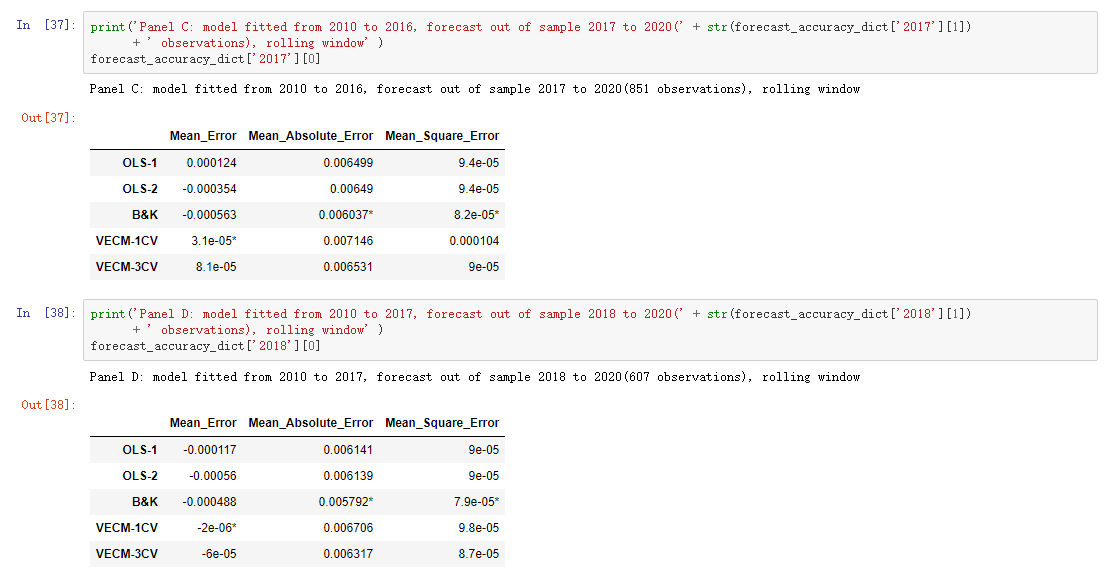 In [37]: print('Panel C: model fitted from 2010 to 2016, forecast out of sample 2017 to 2020(' + str(forecast_accuracy_dict['2017'][1])
+ ' observations), rolling window' )
forecast_accuracy_dict['2017'][0]
Panel C: model fitted from 2010 to 2016, forecast out of sample 2017 to 2020(851 observations), rolling window
Out[37]:
Mean_Error Mean_Absolute_Error Mean_Square_Error
OLS-1 0.000124 0.006499 9.4e-05
OLS-2 -0.000354 0.00649 9.4e-05
B&K -0.000563 0.006037* 8.2e-05*
VECM-1CV 3.1e-05* 0.007146 0.000104
VECM-3CV 8.1e-05 0.006531 9e-05
In [38]: print('Panel D: model fitted from 2010 to 2017, forecast out of sample 2018 to 2020(' + str(forecast_accuracy_dict['2018'][1])
+ ' observations), rolling window' )
forecast_accuracy_dict['2018'][0]
Panel D: model fitted from 2010 to 2017, forecast out of sample 2018 to 2020(607 observations), rolling window
Out[38]:
Mean_Error Mean_Absolute_Error Mean_Square_Error
OLS-1 -0.000117 0.006141 9e-05
OLS-2 -0.00056 0.006139 9e-05
B&K -0.000488 0.005792* 7.9e-05*
VECM-1CV -2e-06* 0.006706 9.8e-05
VECM-3CV -6e-05 0.006317 8.7e-05